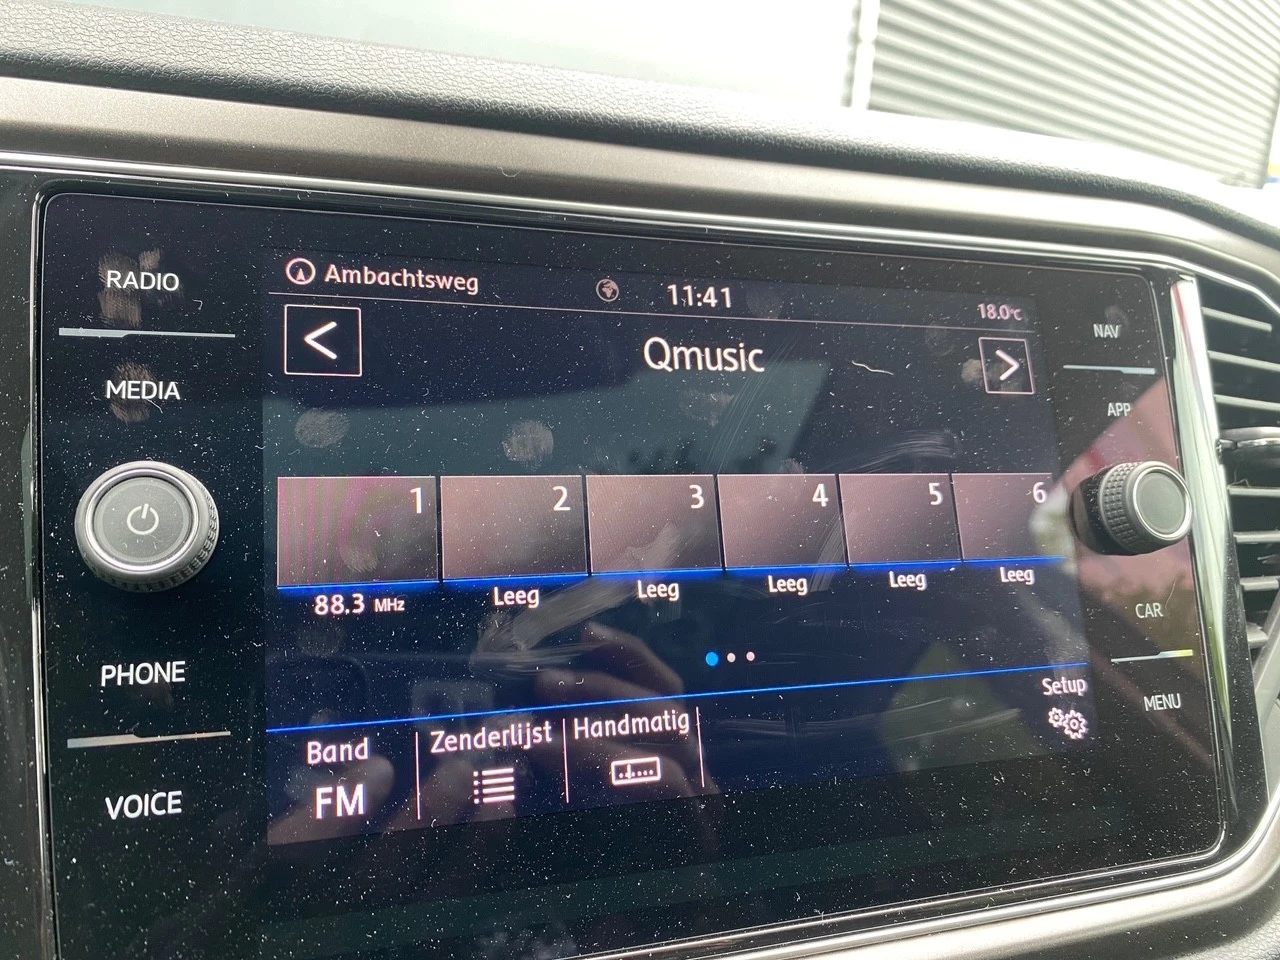 RADIO
MEDIA
PHONE
VOICE
Ambachtsweg
11:41
18.0°C
Qmusic
1
2
3
4
5
6
88.3 MHz
Leeg
Leeg
Leeg
Leeg
Leeg
Band
FM
Zenderlijst
Handmatig
Setup
NAV
APP
CAR
MENU